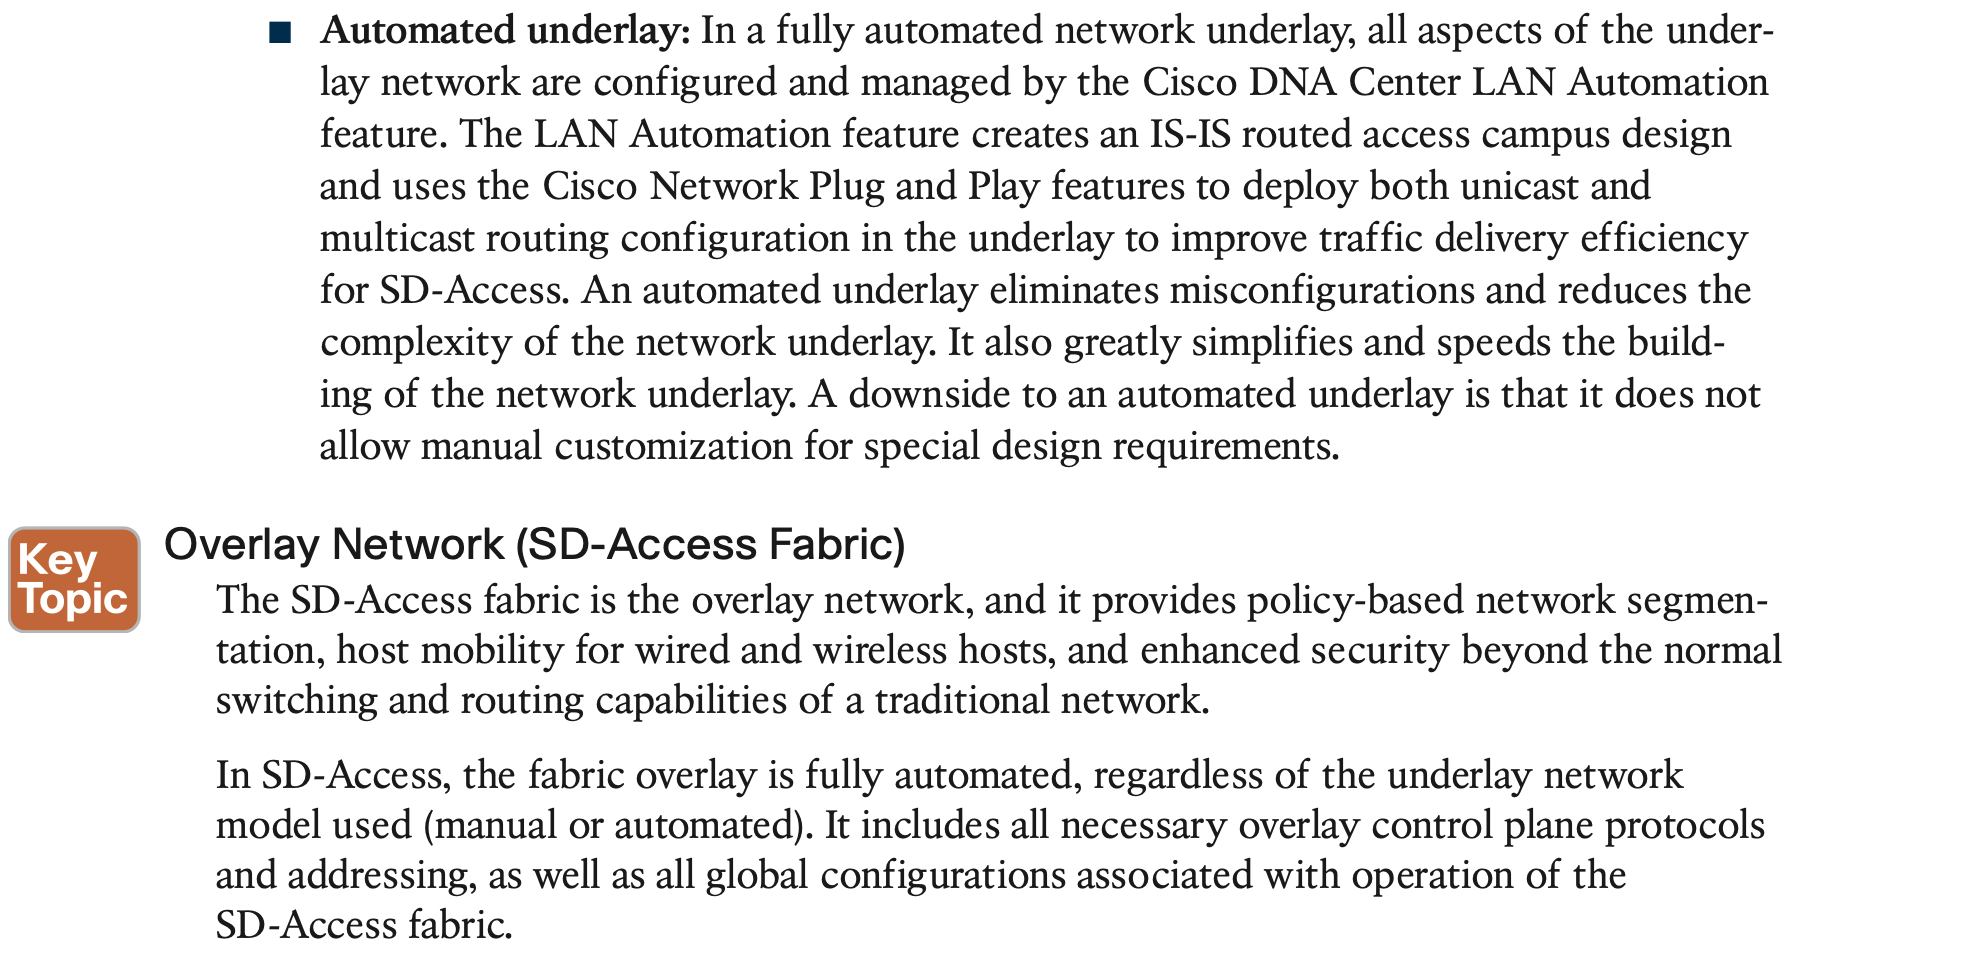 ■ Automated underlay: In a fully automated network underlay, all aspects of the under-
lay network are configured and managed by the Cisco DNA Center LAN Automation
feature. The LAN Automation feature creates an IS-IS routed access campus design
and uses the Cisco Network Plug and Play features to deploy both unicast and
multicast routing configuration in the underlay to improve traffic delivery efficiency
for SD-Access. An automated underlay eliminates misconfigurations and reduces the
complexity of the network underlay. It also greatly simplifies and speeds the build-
ing of the network underlay. A downside to an automated underlay is that it does not
allow manual customization for special design requirements.
Key
Topic
Overlay Network (SD-Access Fabric)
The SD-Access fabric is the overlay network, and it provides policy-based network segmen-
tation, host mobility for wired and wireless hosts, and enhanced security beyond the normal
switching and routing capabilities of a traditional network.
In SD-Access, the fabric overlay is fully automated, regardless of the underlay network
model used (manual or automated). It includes all necessary overlay control plane protocols
and addressing, as well as all global configurations associated with operation of the
SD-Access fabric.